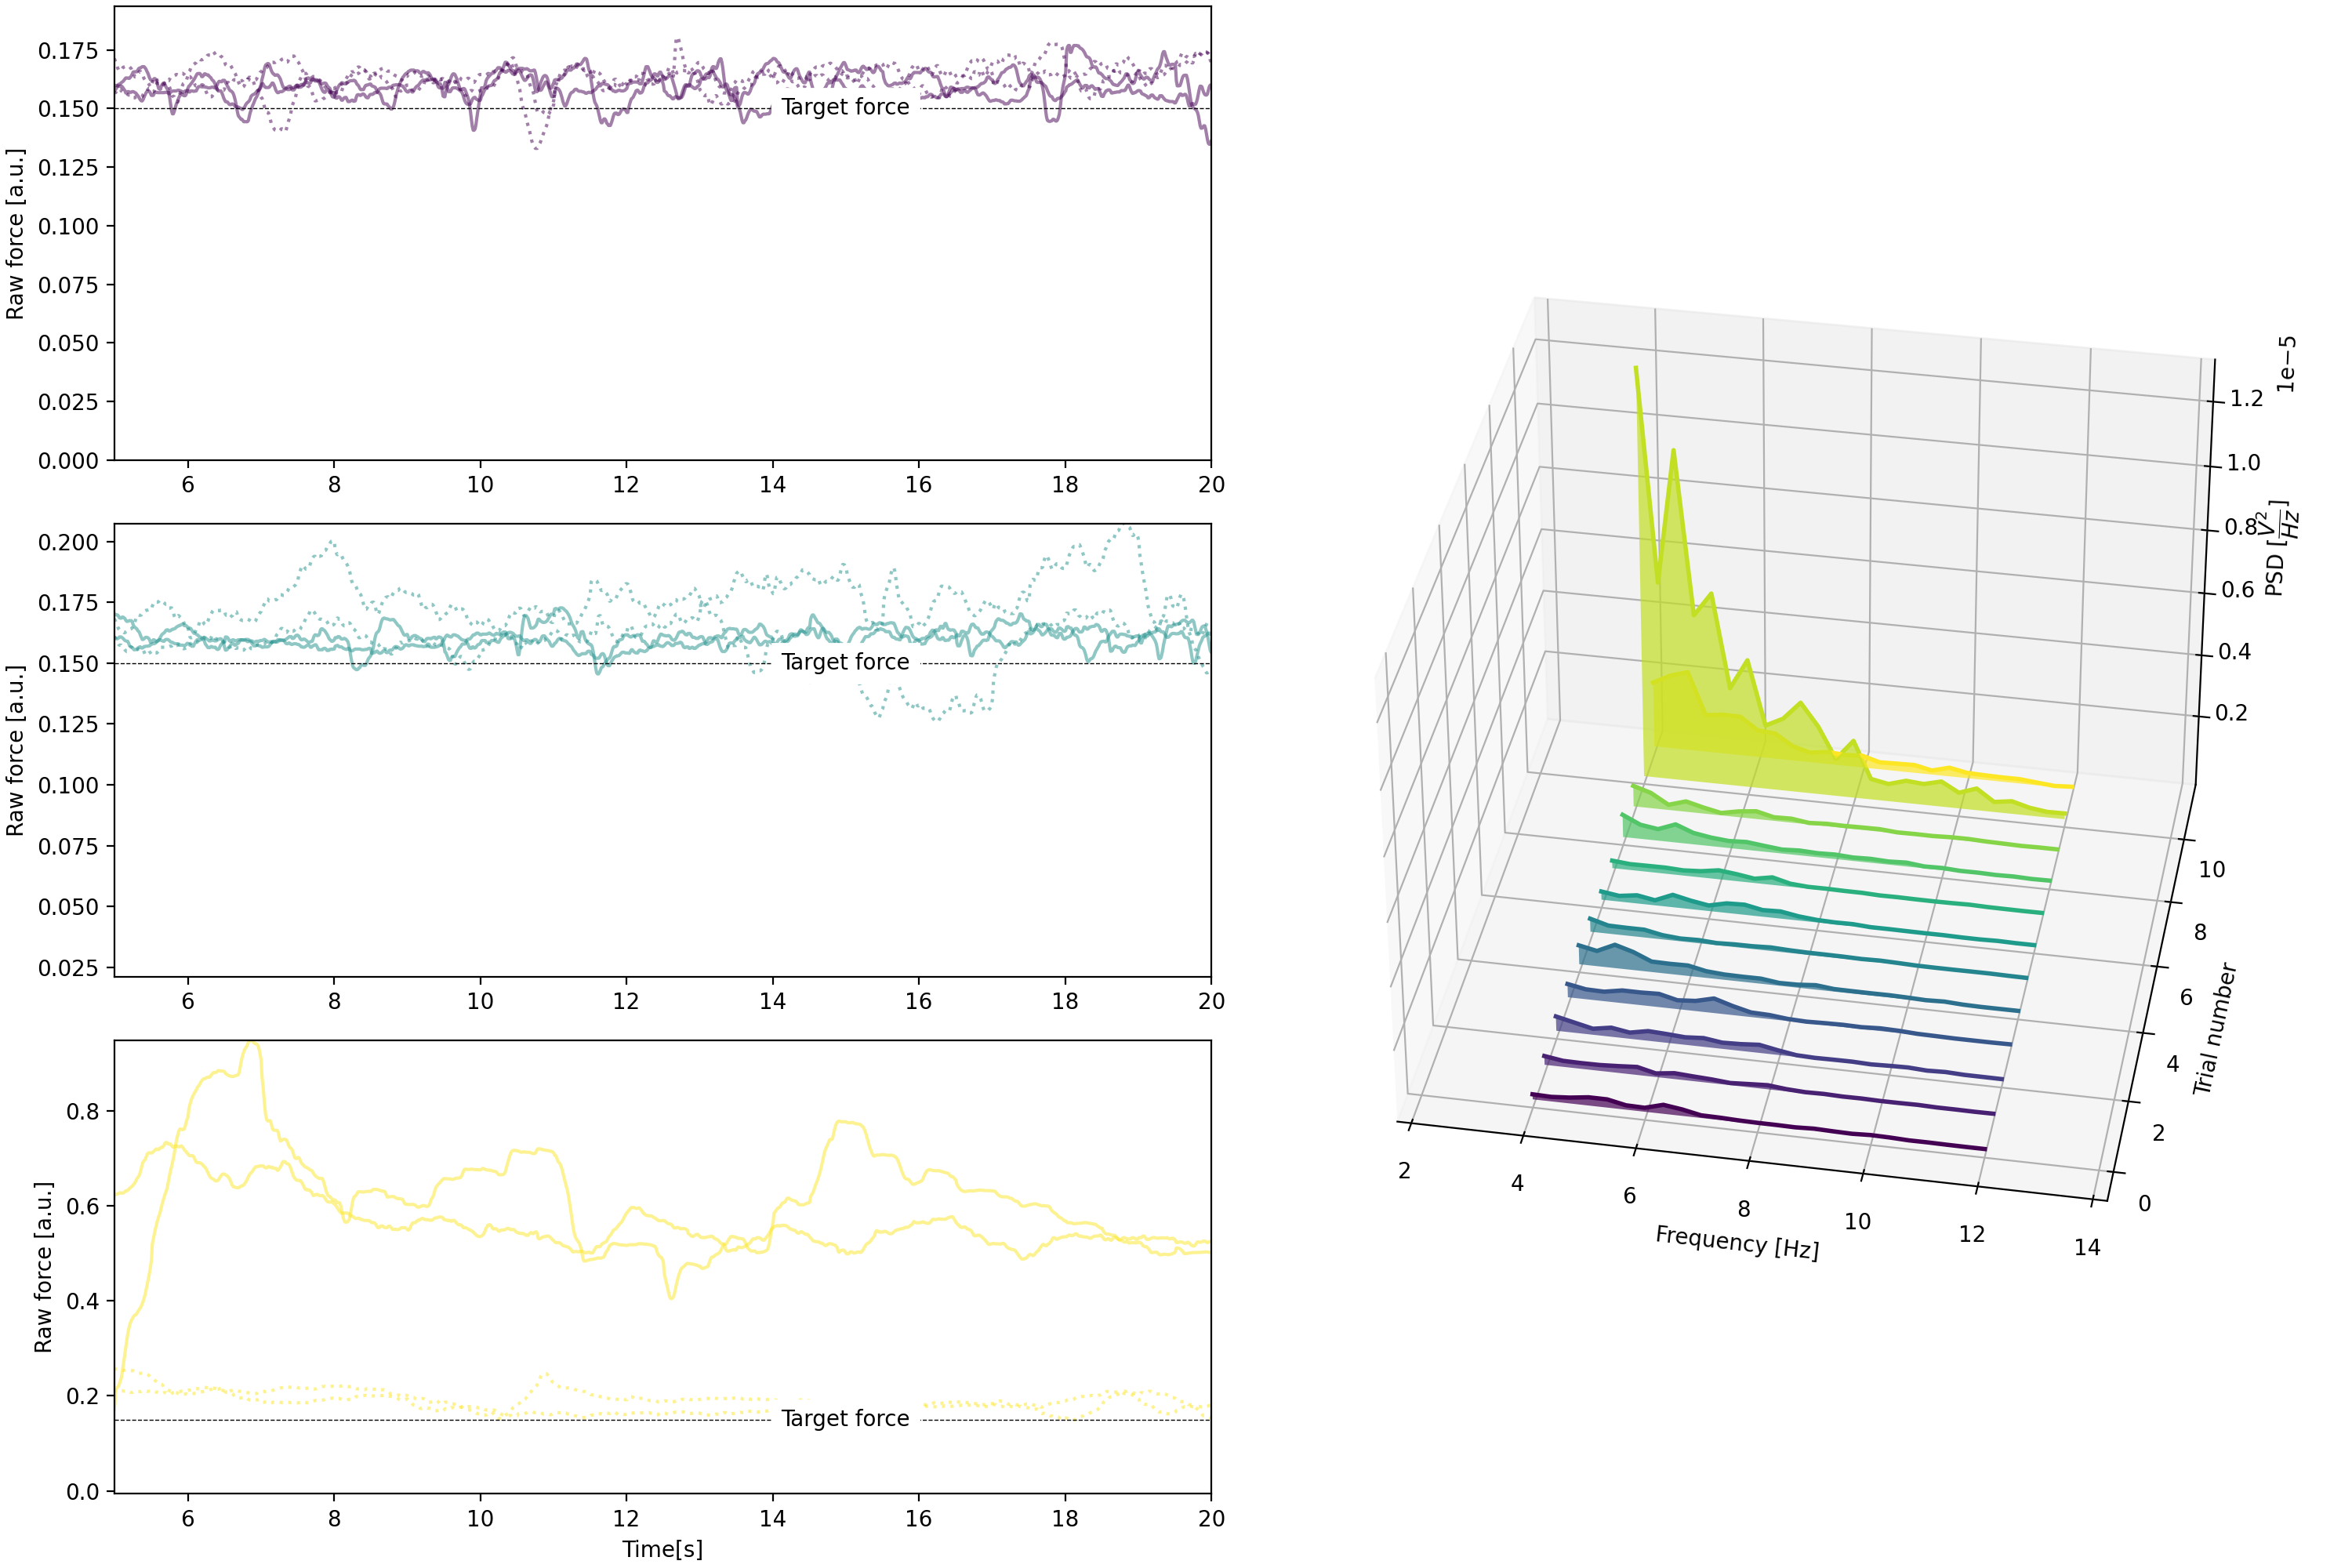 Raw force [a.u.]
0.175
0.150
0.125
0.100
0.075
0.050
0.025
0.000
Target force
6 8 10 12 14 16 18 20
Raw force [a.u.]
0.200
0.175
0.150
0.125
0.100
0.075
0.050
0.025
Target force
6 8 10 12 14 16 18 20
Raw force [a.u.]
0.8
0.6
0.4
0.2
0.0
Target force
6 8 10 12 14 16 18 20
Time[s]
1e−5
1.2
1.0
0.8
0.6
0.4
0.2
PSD [V²/Hz]
10
8
6
4
2
0
Trial number
2 4 6 8 10 12 14
Frequency [Hz]